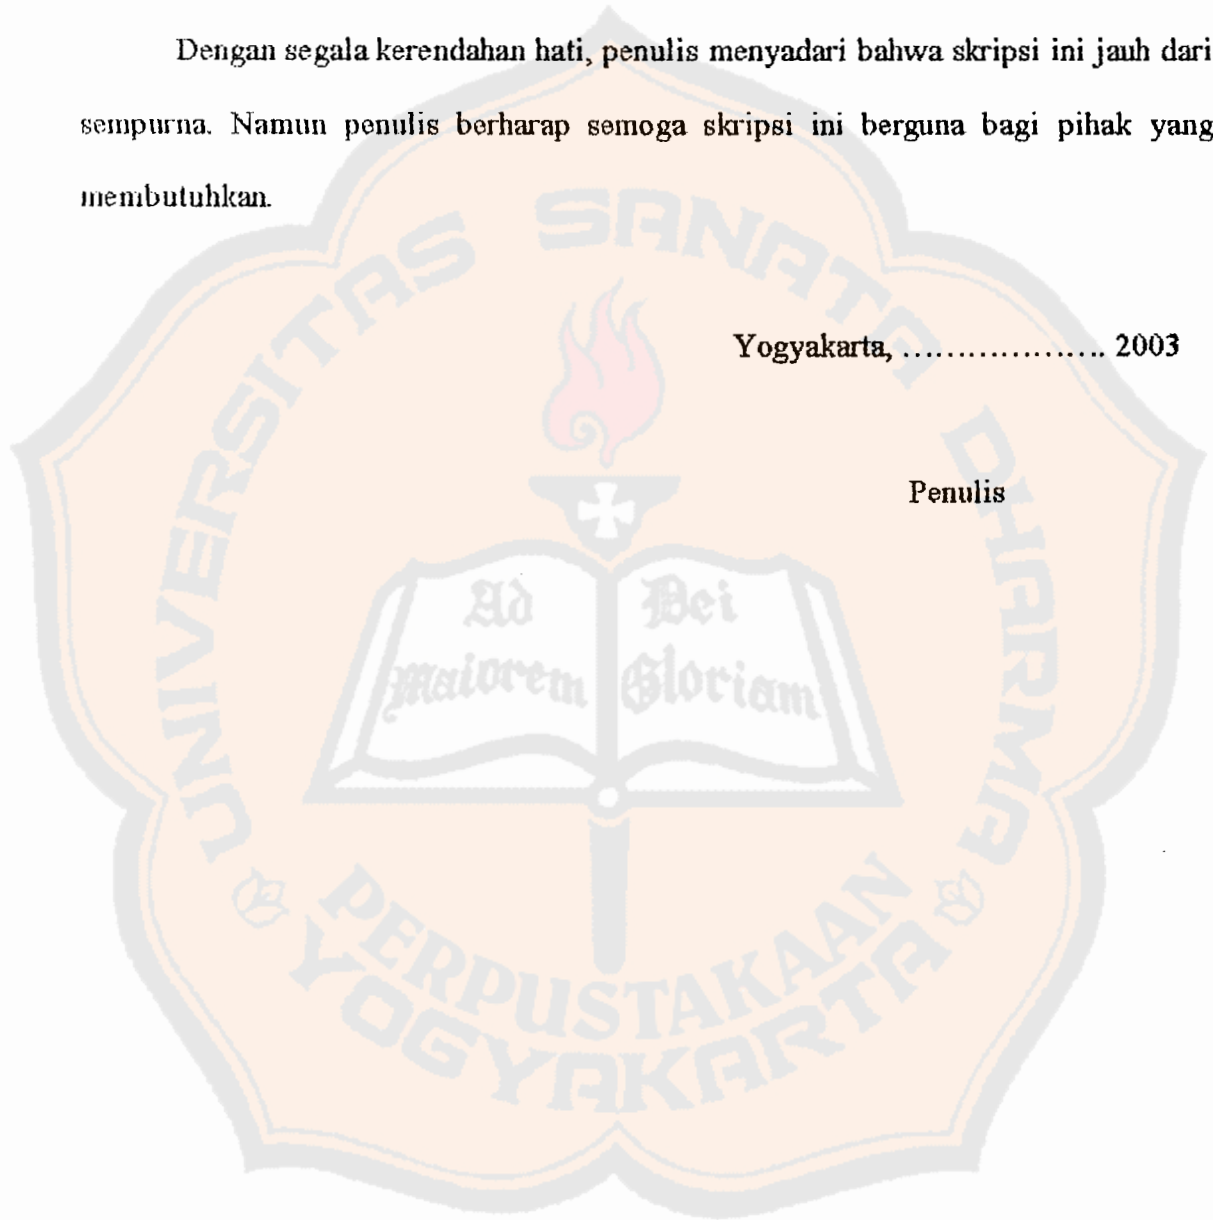 Dengan segala kerendahan hati, penulis menyadari bahwa skripsi ini jauh dari
sempurna. Namun penulis berharap semoga skripsi ini berguna bagi pihak yang
membutuhkan.
Yogyakarta, ................... 2003
Penulis
UNIVERSITAS SANATA DHARMA
Ad Dei
Maiorem Gloriam
PERPUSTAKAAN
YOGYAKARTA